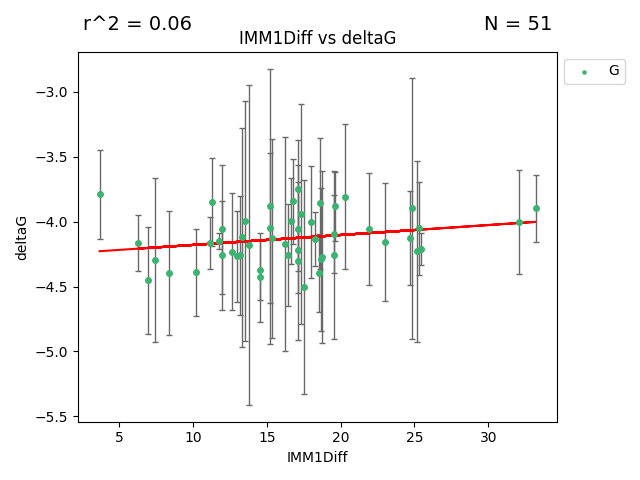 r^2 = 0.06
N = 51
IMM1Diff vs deltaG
G
deltaG
−3.0
−3.5
−4.0
−4.5
−5.0
−5.5
5 10 15 20 25 30
IMM1Diff